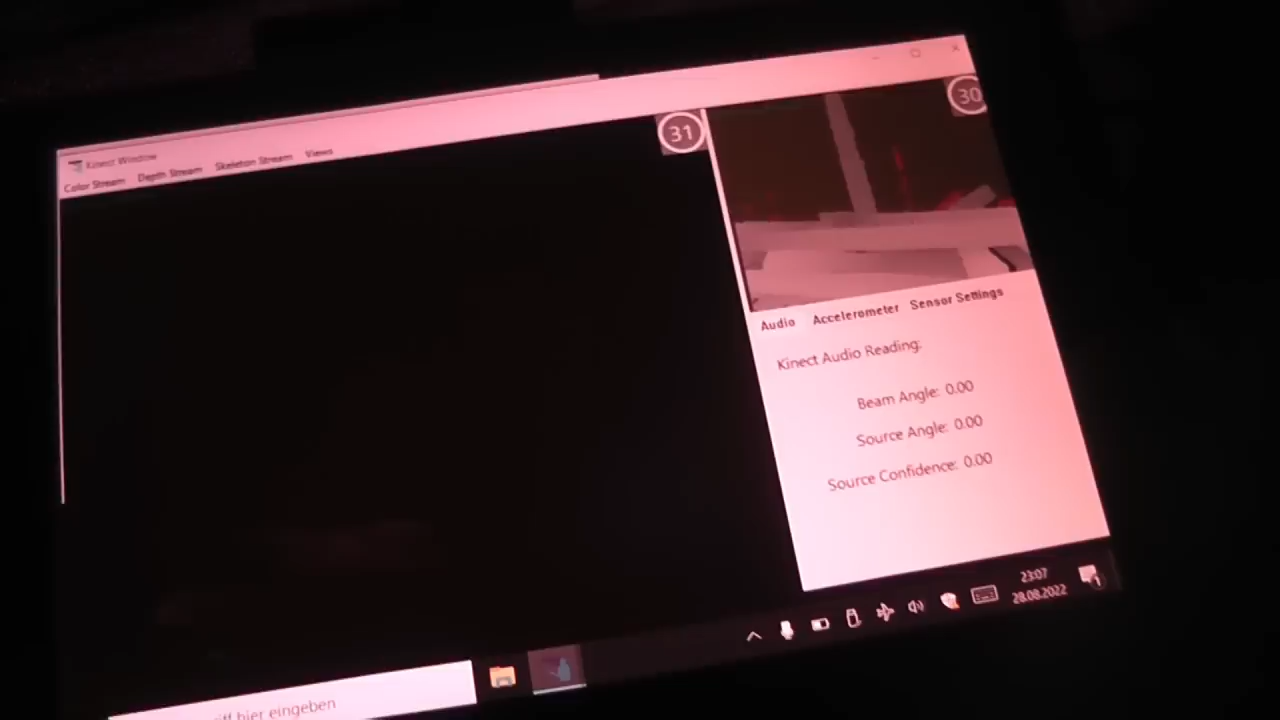 Kinect Window
Color Stream Depth Stream Skeleton Stream Views
31
30
Audio Accelerometer Sensor Settings
Kinect Audio Reading:
Beam Angle: 0.00
Source Angle: 0.00
Source Confidence: 0.00
23:07
28.08.2022
1
hier eingeben